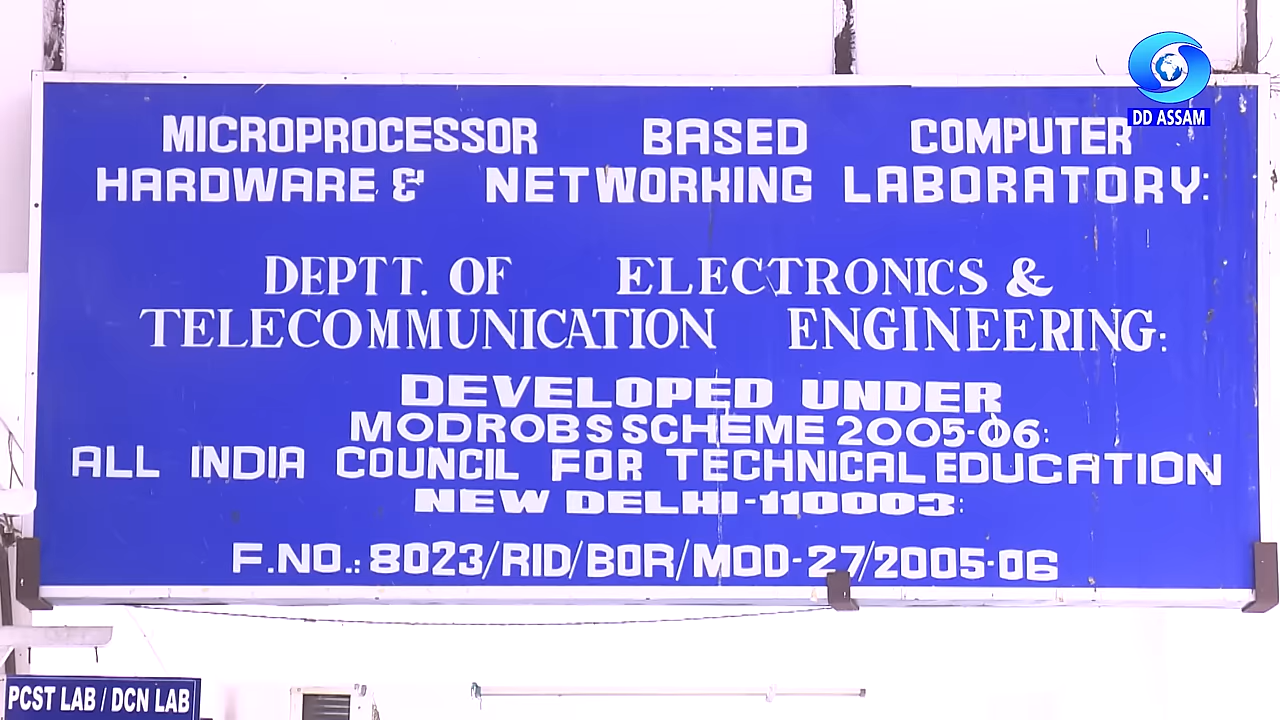 DD ASSAM
MICROPROCESSOR BASED COMPUTER
HARDWARE & NETWORKING LABORATORY:
DEPTT. OF ELECTRONICS &
TELECOMMUNICATION ENGINEERING:
DEVELOPED UNDER
MODROBS SCHEME 2005-06:
ALL INDIA COUNCIL FOR TECHNICAL EDUCATION
NEW DELHI-110003:
F.NO.: 8023/RID/BOR/MOD-27/2005-06
PCST LAB / DCN LAB